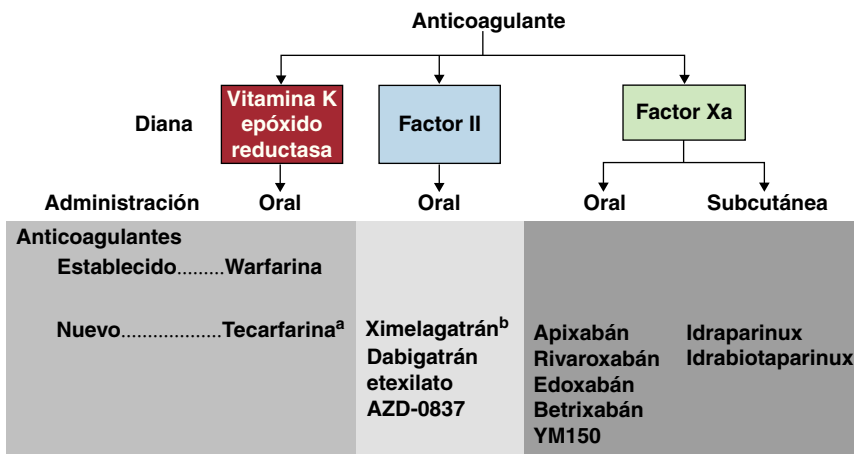 Anticoagulante
Diana
Vitamina K
epóxido
reductasa
Factor II
Factor Xa
Administración Oral Oral Oral Subcutánea
Anticoagulantes
Establecido.........Warfarina
Nuevo...................Tecarfarinaᵃ
Ximelagatránᵇ
Dabigatrán
etexilato
AZD-0837
Apixabán
Rivaroxabán
Edoxabán
Betrixabán
YM150
Idraparinux
Idrabiotaparinux